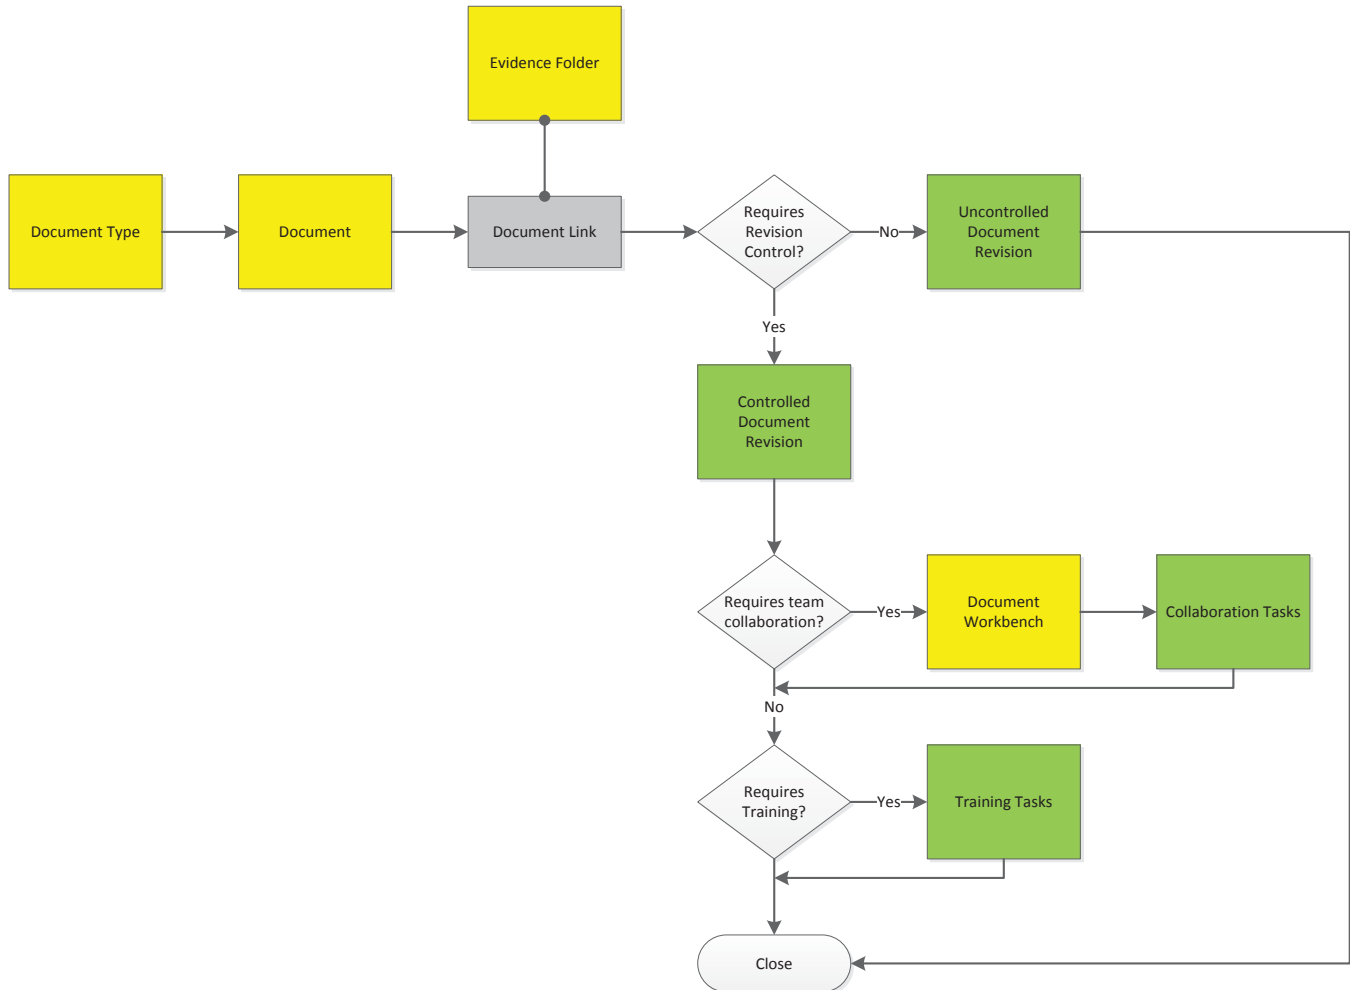 Evidence Folder
Document Type
Document
Document Link
Requires
Revision
Control?
No
Uncontrolled
Document
Revision
Yes
Controlled
Document
Revision
Requires team
collaboration?
Yes
Document
Workbench
Collaboration Tasks
No
Requires
Training?
Yes
Training Tasks
Close